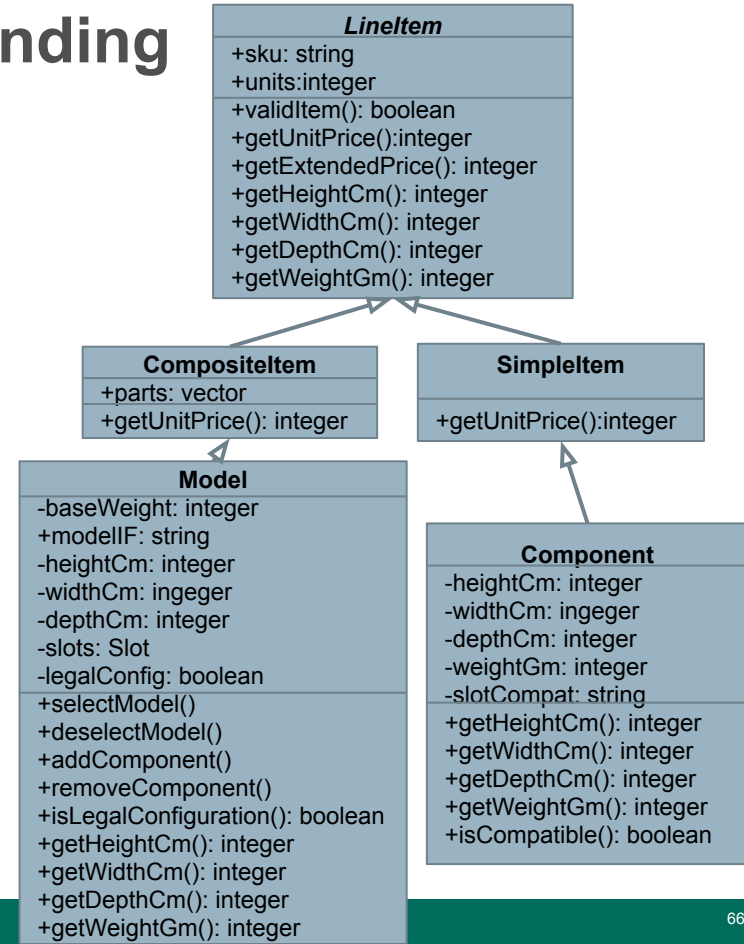 nding
LineItem
+sku: string
+units:integer
+validItem(): boolean
+getUnitPrice():integer
+getExtendedPrice(): integer
+getHeightCm(): integer
+getWidthCm(): integer
+getDepthCm(): integer
+getWeightGm(): integer
CompositeItem
+parts: vector
+getUnitPrice(): integer
SimpleItem
+getUnitPrice():integer
Model
-baseWeight: integer
+modelIF: string
-heightCm: integer
-widthCm: ingeger
-depthCm: integer
-slots: Slot
-legalConfig: boolean
+selectModel()
+deselectModel()
+addComponent()
+removeComponent()
+isLegalConfiguration(): boolean
+getHeightCm(): integer
+getWidthCm(): integer
+getDepthCm(): integer
+getWeightGm(): integer
Component
-heightCm: integer
-widthCm: ingeger
-depthCm: integer
-weightGm: integer
-slotCompat: string
+getHeightCm(): integer
+getWidthCm(): integer
+getDepthCm(): integer
+getWeightGm(): integer
+isCompatible(): boolean
66